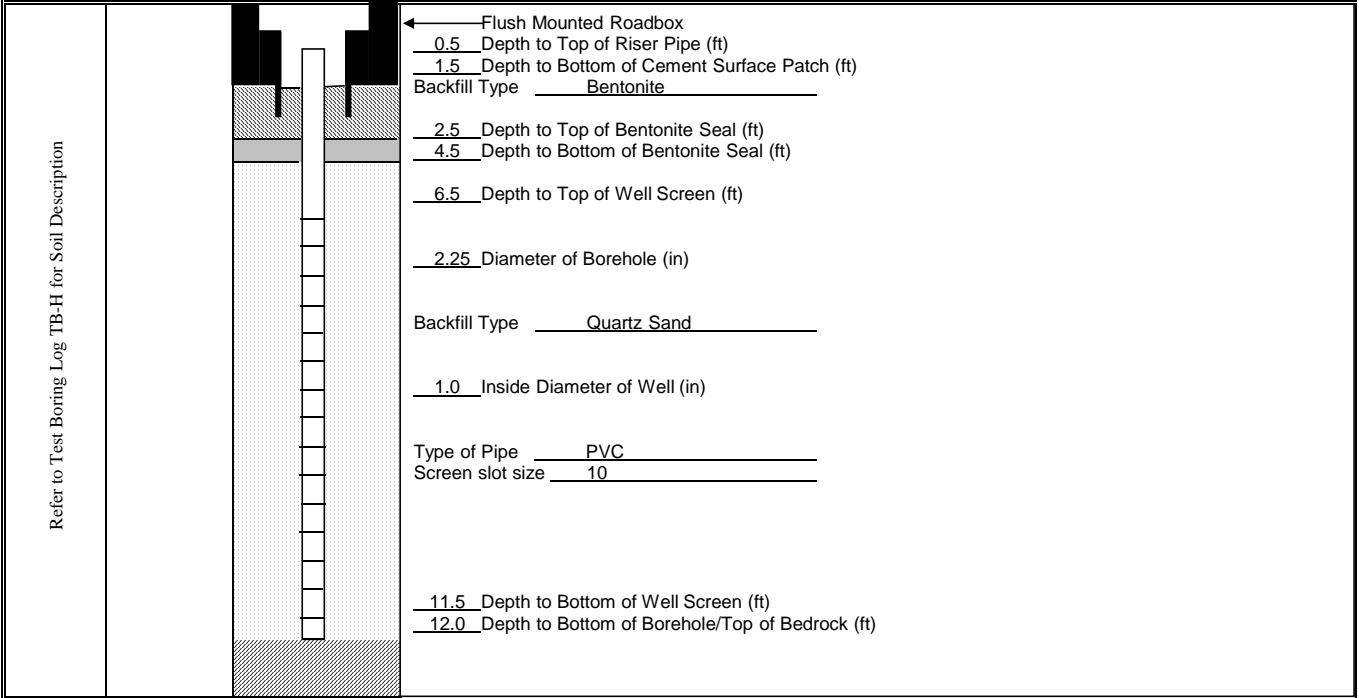 Refer to Test Boring Log TB-H for Soil Description
Flush Mounted Roadbox
0.5 Depth to Top of Riser Pipe (ft)
1.5 Depth to Bottom of Cement Surface Patch (ft)
Backfill Type Bentonite
2.5 Depth to Top of Bentonite Seal (ft)
4.5 Depth to Bottom of Bentonite Seal (ft)
6.5 Depth to Top of Well Screen (ft)
2.25 Diameter of Borehole (in)
Backfill Type Quartz Sand
1.0 Inside Diameter of Well (in)
Type of Pipe PVC
Screen slot size 10
11.5 Depth to Bottom of Well Screen (ft)
12.0 Depth to Bottom of Borehole/Top of Bedrock (ft)